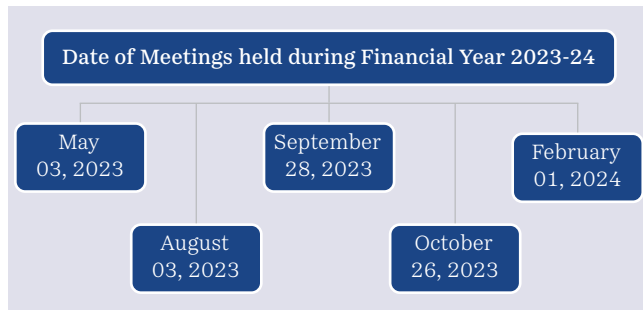 Date of Meetings held during Financial Year 2023-24
May
03, 2023
August
03, 2023
September
28, 2023
October
26, 2023
February
01, 2024